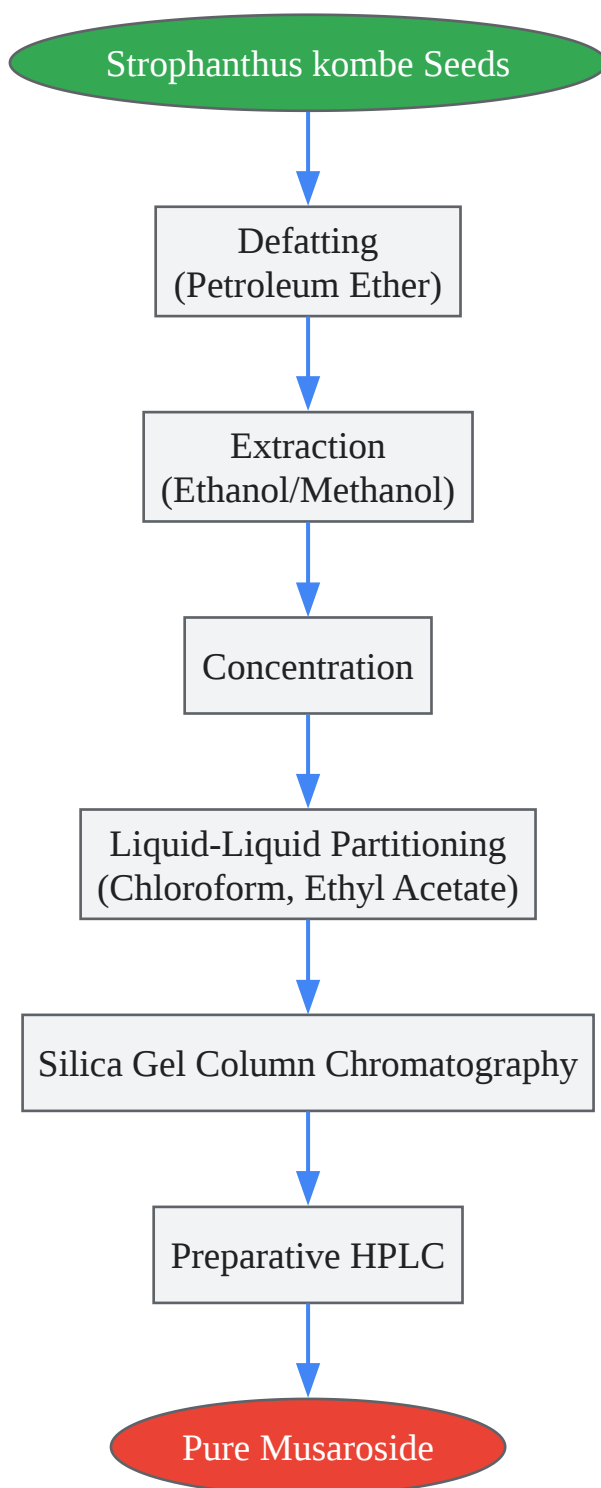 Strophanthus kombe Seeds
Defatting
(Petroleum Ether)
Extraction
(Ethanol/Methanol)
Concentration
Liquid-Liquid Partitioning
(Chloroform, Ethyl Acetate)
Silica Gel Column Chromatography
Preparative HPLC
Pure Musaroside